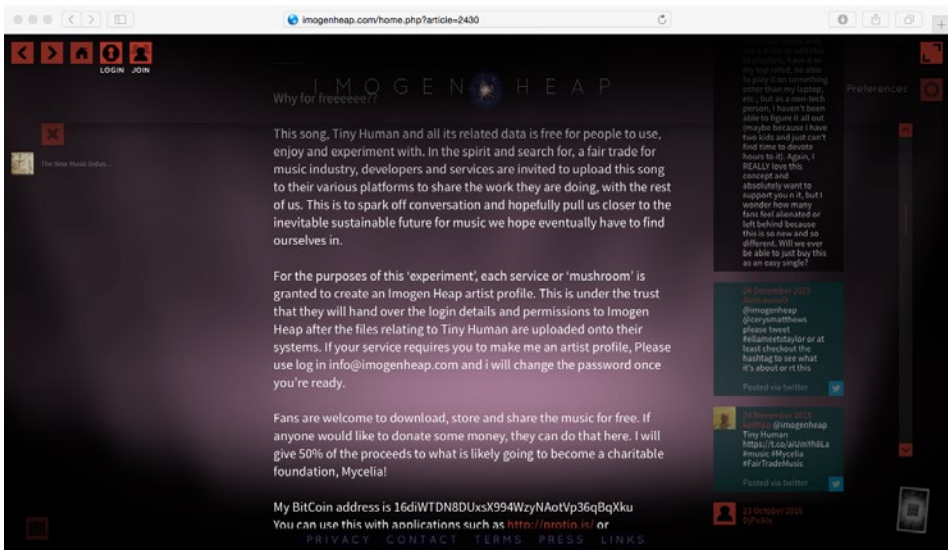 imogenheap.com/home.php?article=2430
LOGIN JOIN
IMOGEN HEAP
Preferences
The New Music Indus...
Why for freeeeee??
This song, Tiny Human and all its related data is free for people to use,
enjoy and experiment with. In the spirit and search for, a fair trade for
music industry, developers and services are invited to upload this song
to their various platforms to share the work they are doing, with the rest
of us. This is to spark off conversation and hopefully pull us closer to the
inevitable sustainable future for music we hope eventually have to find
ourselves in.
For the purposes of this ‘experiment’, each service or ‘mushroom’ is
granted to create an Imogen Heap artist profile. This is under the trust
that they will hand over the login details and permissions to Imogen
Heap after the files relating to Tiny Human are uploaded onto their
systems. If your service requires you to make me an artist profile, Please
use log in info@imogenheap.com and i will change the password once
you’re ready.
Fans are welcome to download, store and share the music for free. If
anyone would like to donate some money, they can do that here. I will
give 50% of the proceeds to what is likely going to become a charitable
foundation, Mycelia!
My BitCoin address is 16diWTDN8DUxsX994WzyNAotVp36qBqXku
You can use this with applications such as http://protip.is/ or
PRIVACY CONTACT TERMS PRESS LINKS
my top rated, be able
to play it on something
other than my laptop,
etc., but as a non-tech
person, I haven't been
able to figure it all out
(maybe because I have
two kids and just can't
find time to devote
hours to it). Again, I
REALLY love this
concept and
absolutely want to
support you n it, but I
wonder how many
fans feel alienated or
left behind because
this is so new and so
different. Will we ever
be able to just buy this
as an easy single?
04 December 2015
@imogenheap
@cerysmatthews
please tweet
#ellameetstaylor or at
least checkout the
hashtag to see what
it's about or rt this
Posted via twitter
04 November 2015
@imogenheap
Tiny Human
https://t.co/aiUmYh8La
#music #Mycelia
#FairTradeMusic
Posted via twitter
23 October 2015
DjPickle